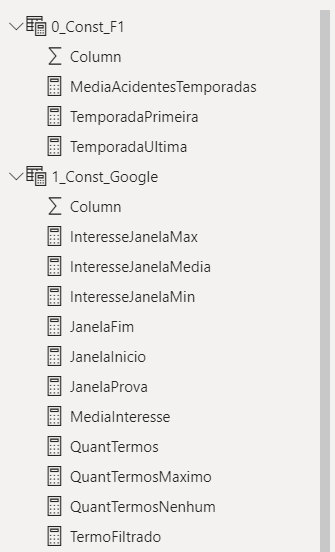 0_Const_F1
Column
MediaAcidentesTemporadas
TemporadaPrimeira
TemporadaUltima
1_Const_Google
Column
InteresseJanelaMax
InteresseJanelaMedia
InteresseJanelaMin
JanelaFim
JanelaInicio
JanelaProva
MediaInteresse
QuantTermos
QuantTermosMaximo
QuantTermosNenhum
TermoFiltrado